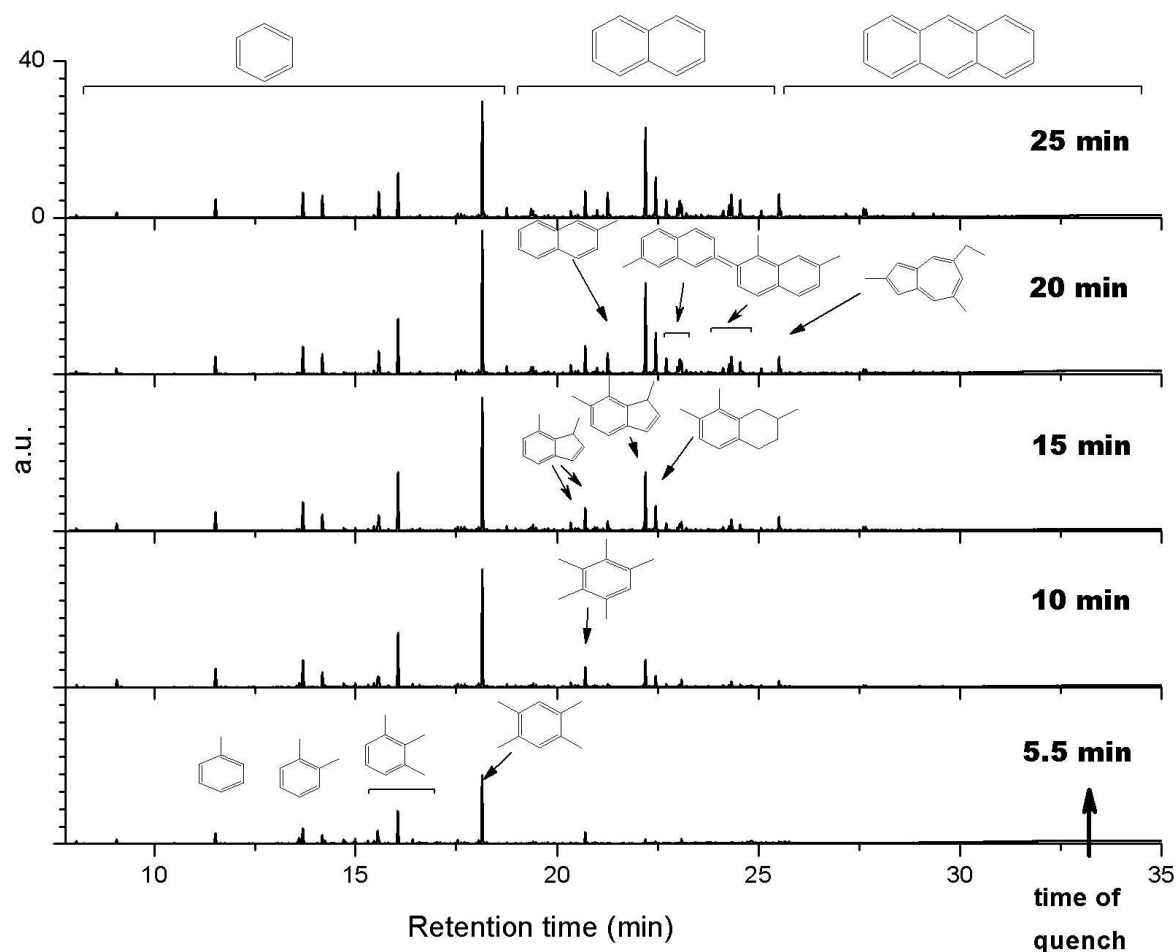 40
25 min
0
20 min
15 min
a.u.
10 min
5.5 min
10
15
20
25
30
35
Retention time (min)
time of
quench